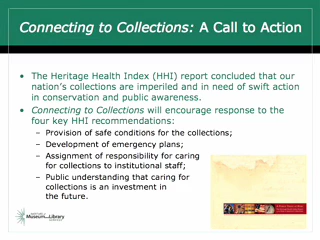 Connecting to Collections: A Call to Action
• The Heritage Health Index (HHI) report concluded that our
nation's collections are imperiled and in need of swift action
in conservation and public awareness.
• Connecting to Collections will encourage response to the
four key HHI recommendations:
– Provision of safe conditions for the collections;
– Development of emergency plans;
– Assignment of responsibility for caring
for collections to institutional staff;
– Public understanding that caring for
collections is an investment in
the future.
Museum and Library